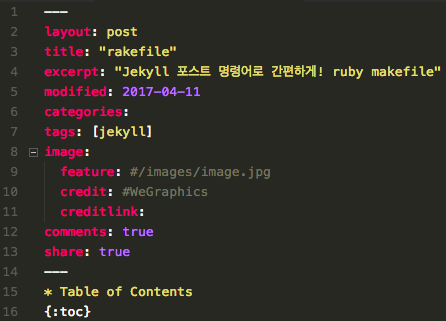 1 ---
2 layout: post
3 title: "rakefile"
4 excerpt: "Jekyll 포스트 명령어로 간편하게! ruby makefile"
5 modified: 2017-04-11
6 categories:
7 tags: [jekyll]
8 image:
9   feature: #/images/image.jpg
10   credit: #WeGraphics
11   creditlink:
12 comments: true
13 share: true
14 ---
15 * Table of Contents
16 {:toc}